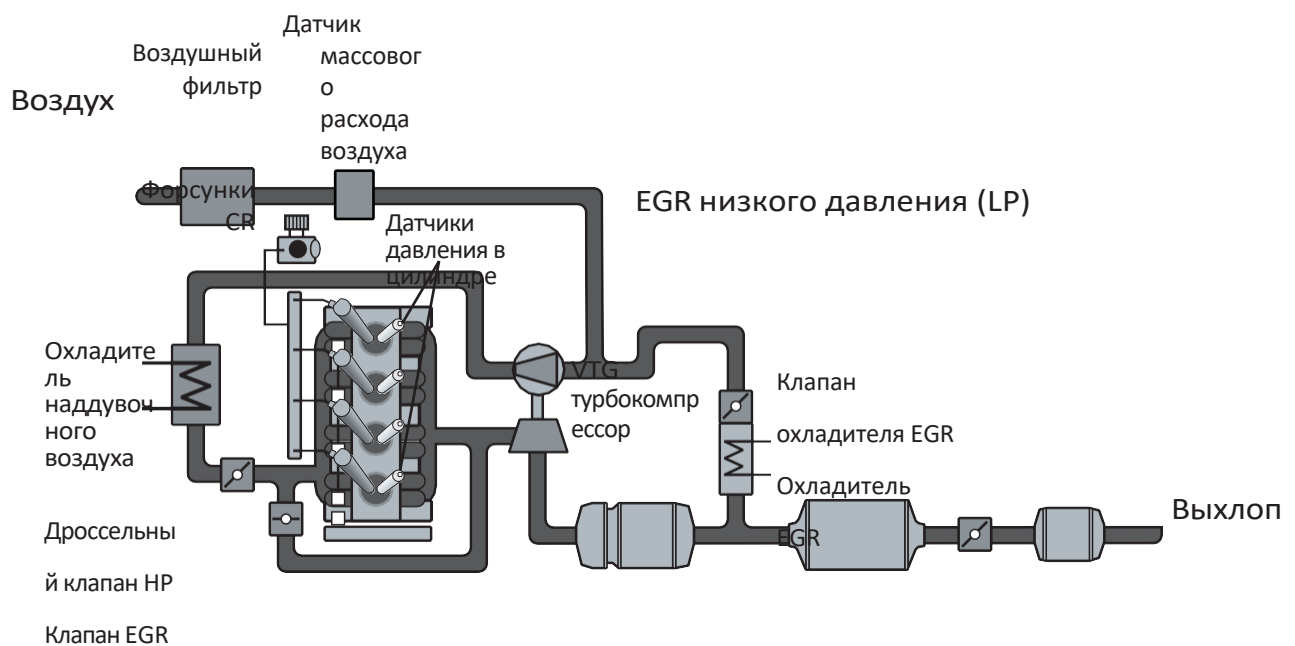 Датчик
массовог
о
расхода
воздуха
Воздушный
фильтр
Воздух
Форсунки
CR
EGR низкого давления (LP)
Датчики
давления в
цилиндре
Охладите
ль
наддувоч
ного
воздуха
VTG
турбокомпр
ессор
Клапан
охладителя EGR
Охладитель
EGR
Выхлоп
Дроссельны
й клапан HP
Клапан EGR